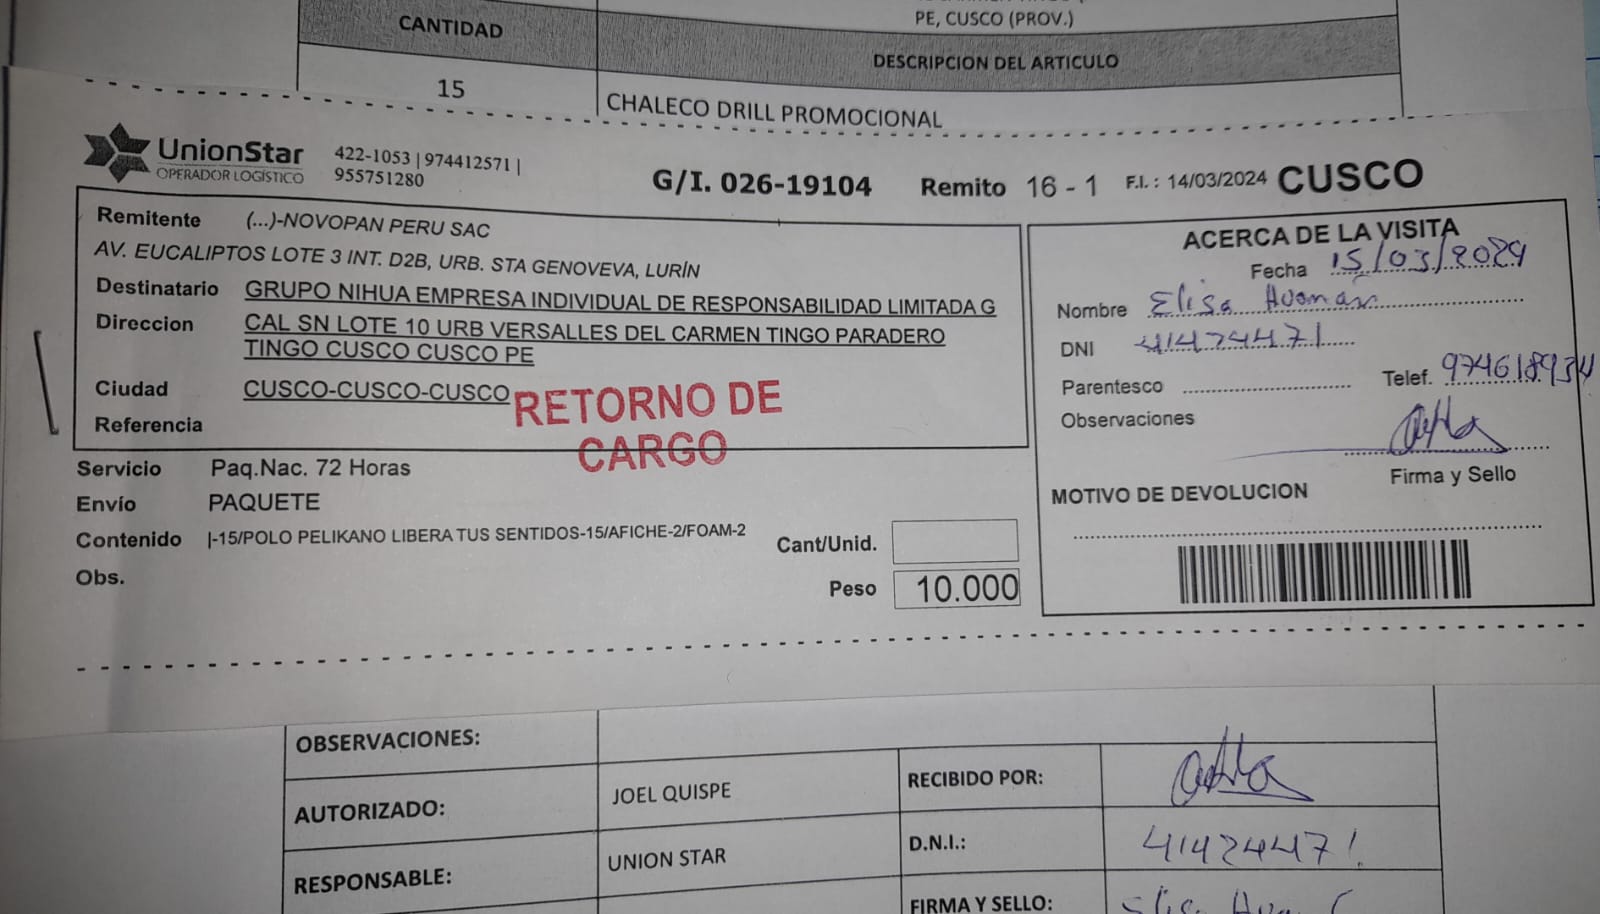 PE, CUSCO (PROV.)
CANTIDAD
DESCRIPCION DEL ARTICULO
15
CHALECO DRILL PROMOCIONAL
UnionStar
OPERADOR LOGÍSTICO
422-1053 | 974412571 |
955751280
G/I. 026-19104 Remito 16 - 1 F.I. : 14/03/2024 CUSCO
Remitente (...)-NOVOPAN PERU SAC
AV. EUCALIPTOS LOTE 3 INT. D2B, URB. STA GENOVEVA, LURÍN
Destinatario GRUPO NIHUA EMPRESA INDIVIDUAL DE RESPONSABILIDAD LIMITADA G
Direccion CAL SN LOTE 10 URB VERSALLES DEL CARMEN TINGO PARADERO
TINGO CUSCO CUSCO PE
Ciudad CUSCO-CUSCO-CUSCO
Referencia
RETORNO DE
CARGO
Servicio Paq.Nac. 72 Horas
Envío PAQUETE
Contenido |-15/POLO PELIKANO LIBERA TUS SENTIDOS-15/AFICHE-2/FOAM-2
Obs.
Cant/Unid.
Peso 10.000
ACERCA DE LA VISITA
Fecha 15/03/2024
Nombre Elisa Huaman
DNI 41424471
Parentesco
Telef. 974618934
Observaciones
Firma y Sello
MOTIVO DE DEVOLUCION
OBSERVACIONES:
AUTORIZADO: JOEL QUISPE RECIBIDO POR:
RESPONSABLE: UNION STAR D.N.I.: 41424471
FIRMA Y SELLO: